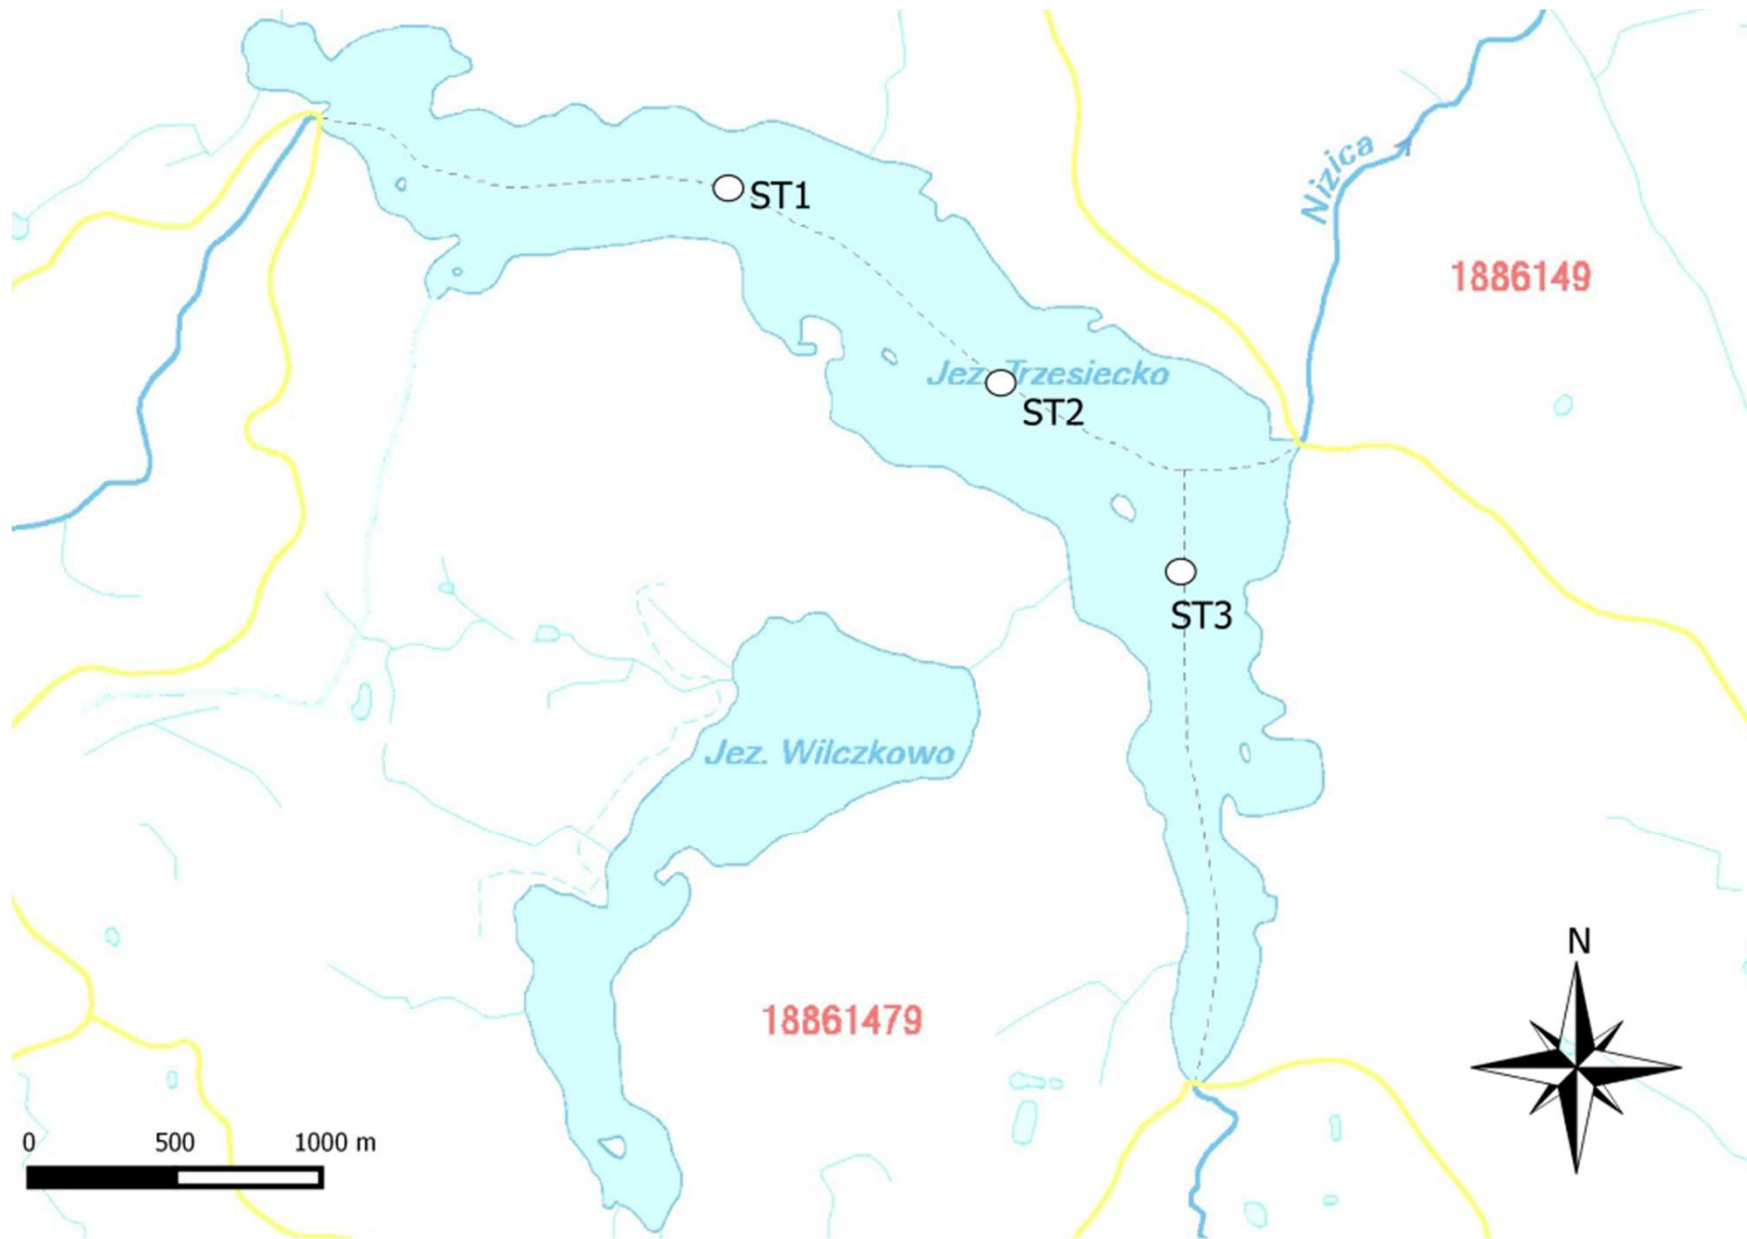 ST1
Nizica
1886149
Jez. Trzesiecko
ST2
ST3
Jez. Wilczkowo
N
18861479
0 500 1000 m